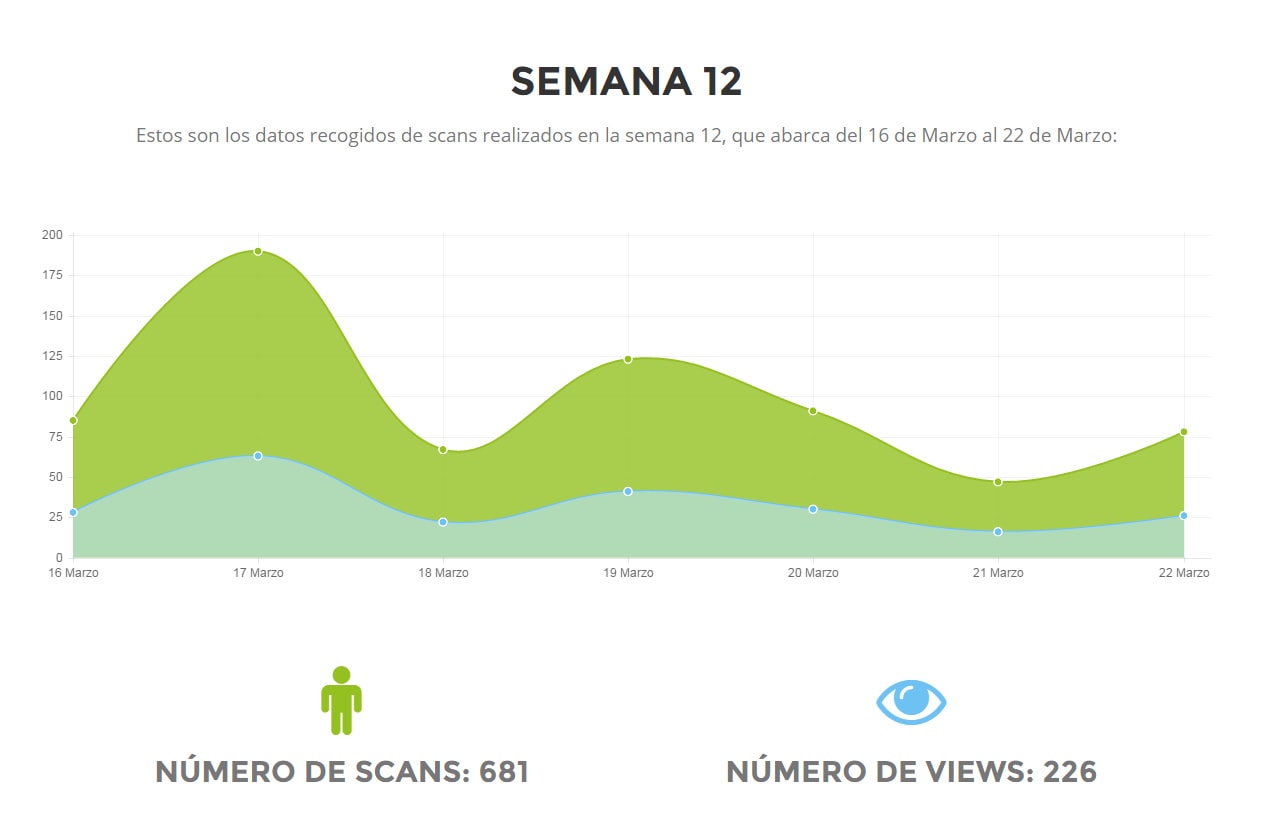 SEMANA 12
Estos son los datos recogidos de scans realizados en la semana 12, que abarca del 16 de Marzo al 22 de Marzo:
200
175
150
125
100
75
50
25
0
16 Marzo 17 Marzo 18 Marzo 19 Marzo 20 Marzo 21 Marzo 22 Marzo
NÚMERO DE SCANS: 681 NÚMERO DE VIEWS: 226